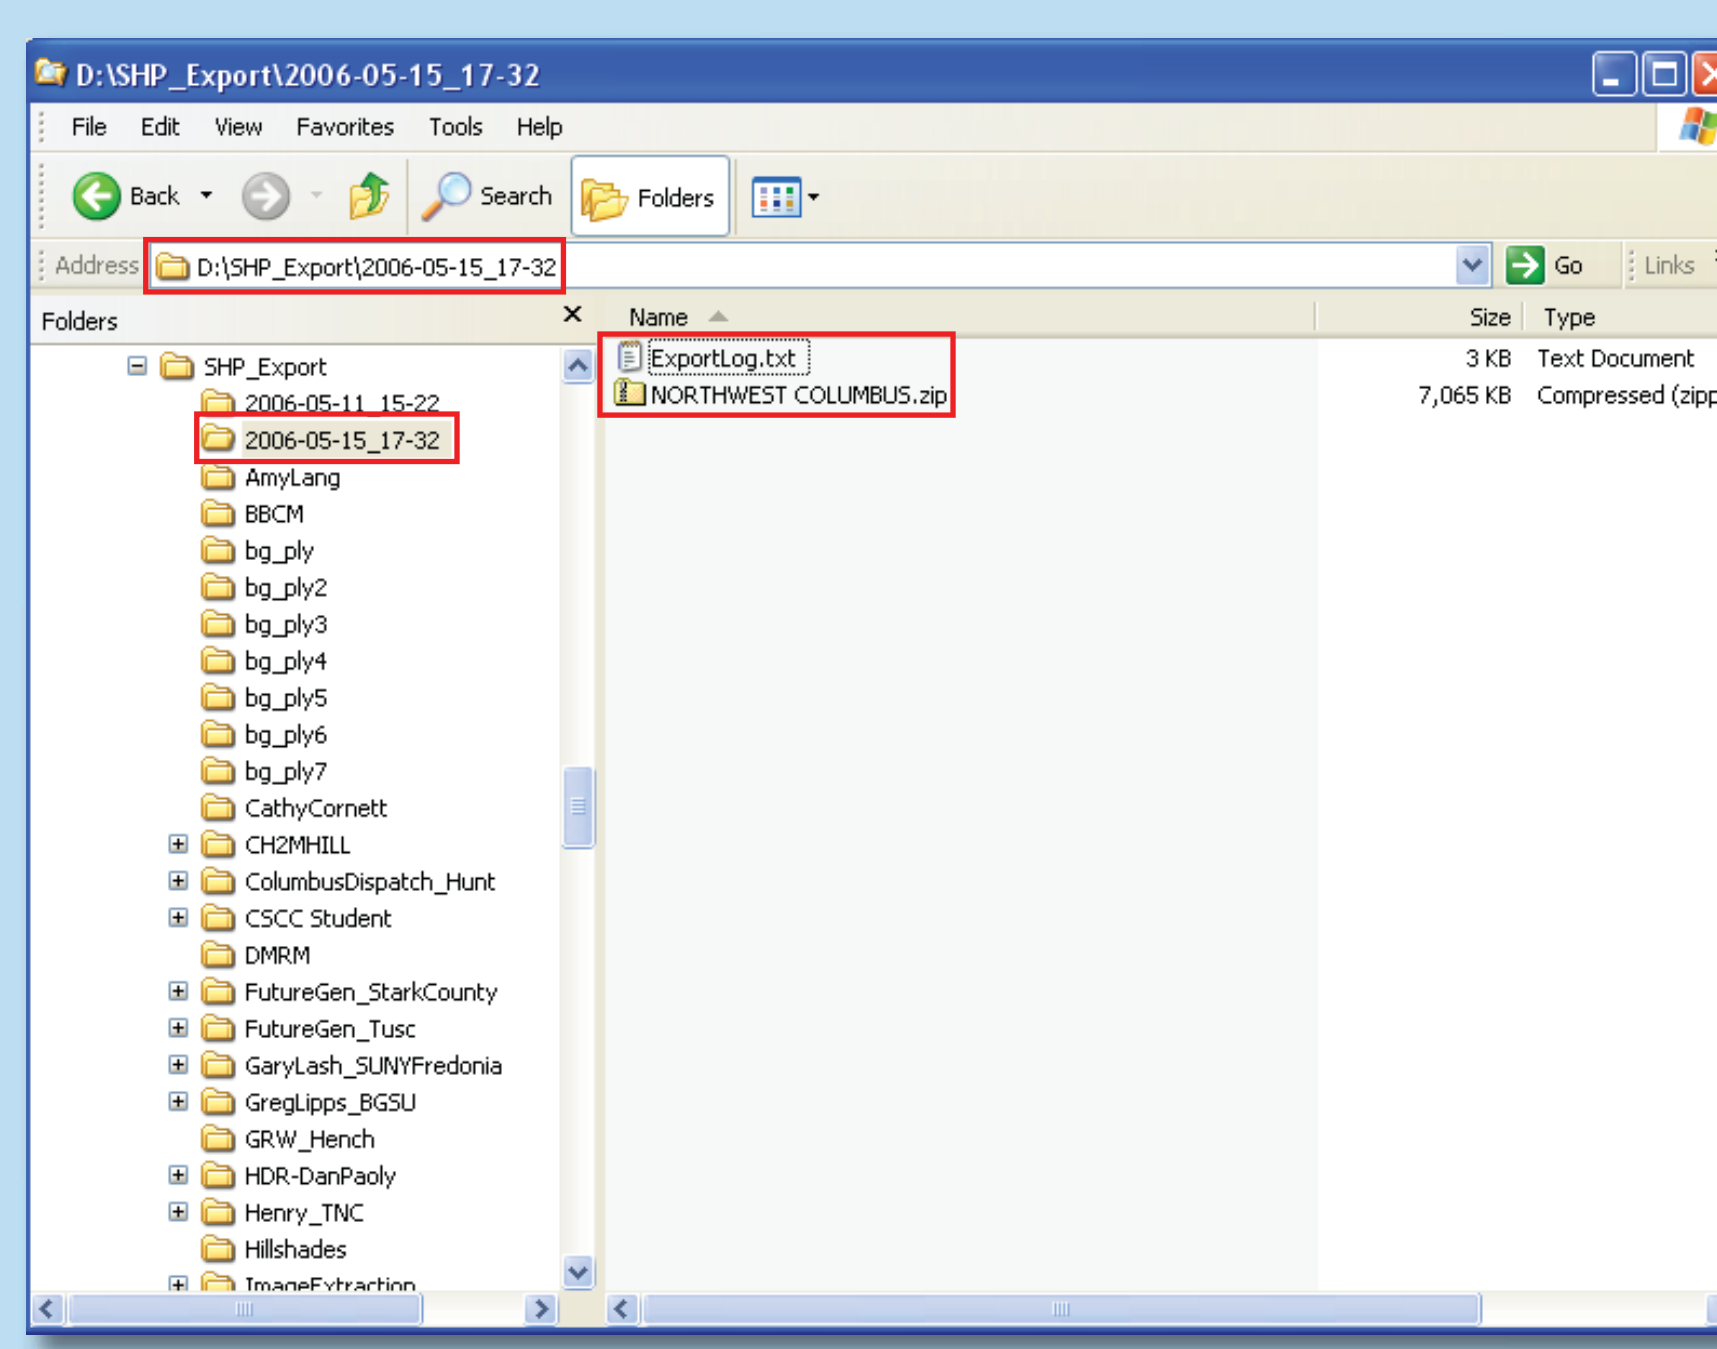 D:\SHP_Export\2006-05-15_17-32
File Edit View Favorites Tools Help
Back Search Folders
Address D:\SHP_Export\2006-05-15_17-32 Go Links
Folders
Name Size Type
SHP_Export
2006-05-11_15-22
2006-05-15_17-32
AmyLang
BBCM
bg_ply
bg_ply2
bg_ply3
bg_ply4
bg_ply5
bg_ply6
bg_ply7
CathyCornett
CH2MHILL
ColumbusDispatch_Hunt
CSCC Student
DMRM
FutureGen_StarkCounty
FutureGen_Tusc
GaryLash_SUNYFredonia
GregLipps_BGSU
GRW_Hench
HDR-DanPaoly
Henry_TNC
Hillshades
ImageExtraction
ExportLog.txt 3 KB Text Document
NORTHWEST COLUMBUS.zip 7,065 KB Compressed (zipp